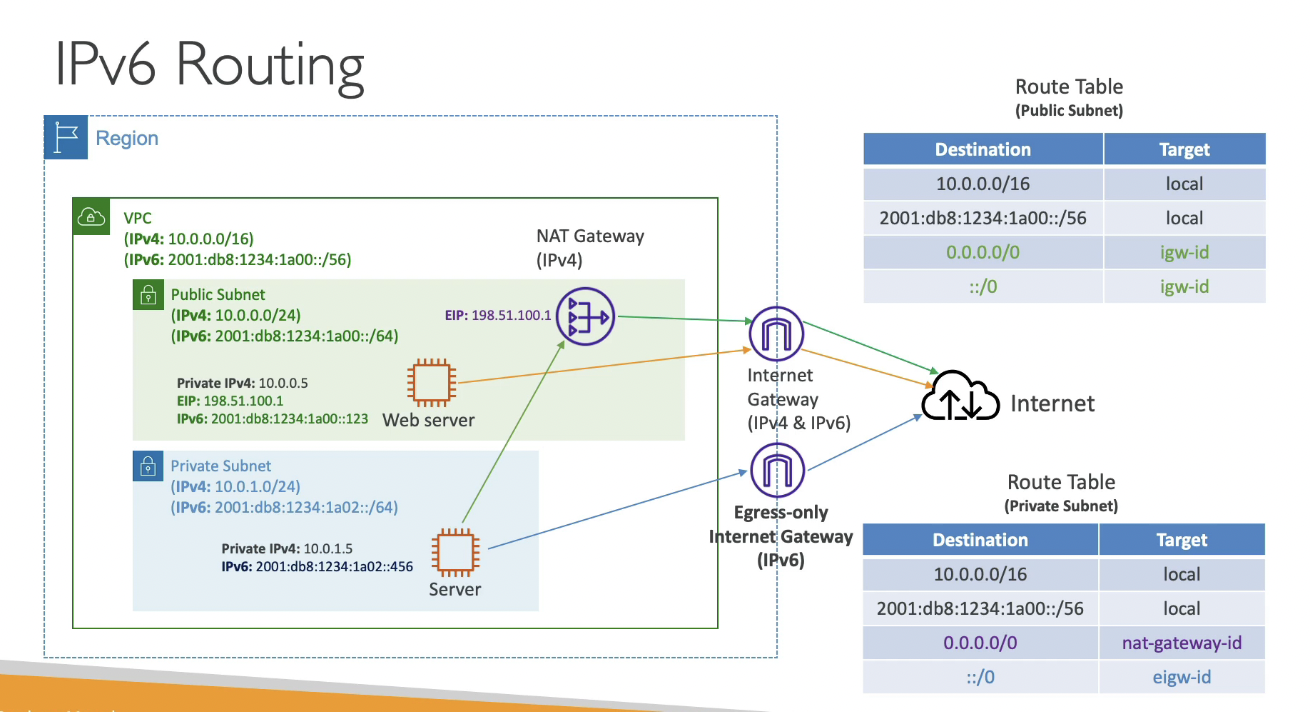 IPv6 Routing
Region
VPC
(IPv4: 10.0.0.0/16)
(IPv6: 2001:db8:1234:1a00::/56)
NAT Gateway
(IPv4)
Public Subnet
(IPv4: 10.0.0.0/24)
(IPv6: 2001:db8:1234:1a00::/64)
EIP: 198.51.100.1
Private IPv4: 10.0.0.5
EIP: 198.51.100.1
IPv6: 2001:db8:1234:1a00::123
Web server
Private Subnet
(IPv4: 10.0.1.0/24)
(IPv6: 2001:db8:1234:1a02::/64)
Private IPv4: 10.0.1.5
IPv6: 2001:db8:1234:1a02::456
Server
Internet
Gateway
(IPv4 & IPv6)
Egress-only
Internet Gateway
(IPv6)
Internet
Route Table
(Public Subnet)
Destination Target
10.0.0.0/16 local
2001:db8:1234:1a00::/56 local
0.0.0.0/0 igw-id
::/0 igw-id
Route Table
(Private Subnet)
Destination Target
10.0.0.0/16 local
2001:db8:1234:1a00::/56 local
0.0.0.0/0 nat-gateway-id
::/0 eigw-id